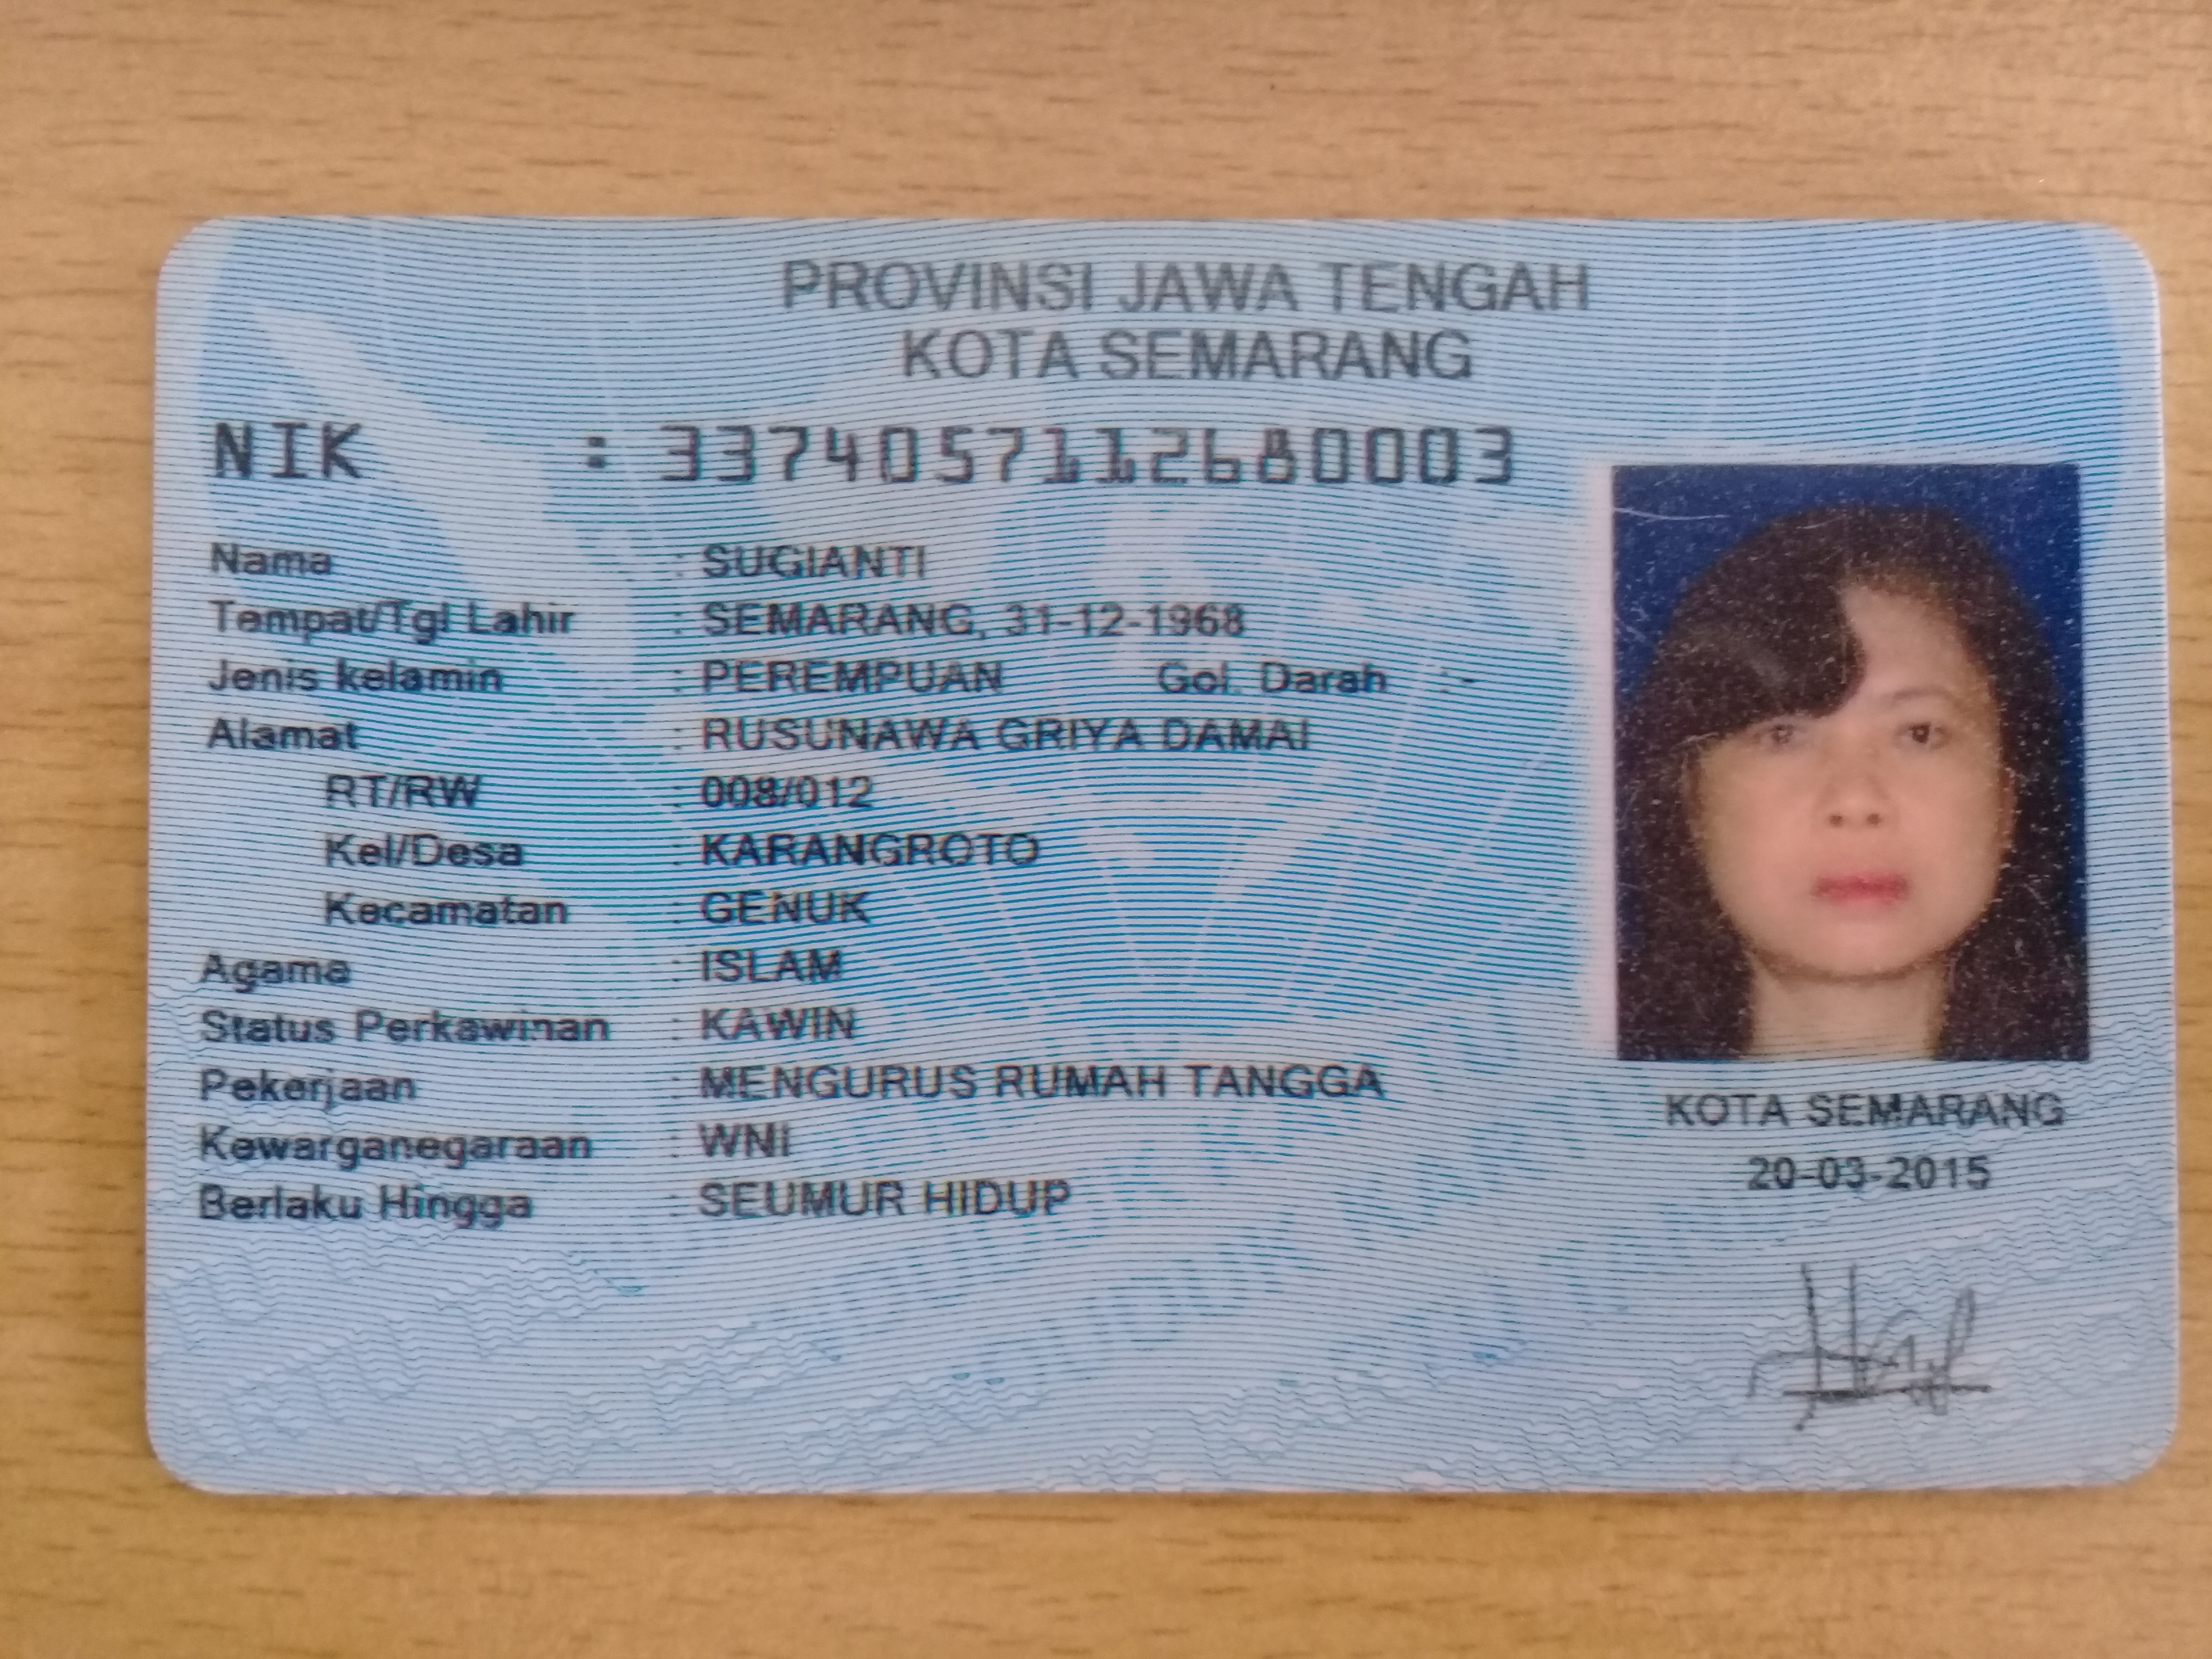 PROVINSI JAWA TENGAH
KOTA SEMARANG
NIK : 3374057112680003
Nama : SUGIANTI
Tempat/Tgl Lahir : SEMARANG, 31-12-1968
Jenis kelamin : PEREMPUAN Gol. Darah : -
Alamat : RUSUNAWA GRIYA DAMAI
RT/RW : 008/012
Kel/Desa : KARANGROTO
Kecamatan : GENUK
Agama : ISLAM
Status Perkawinan : KAWIN
Pekerjaan : MENGURUS RUMAH TANGGA
Kewarganegaraan : WNI
Berlaku Hingga : SEUMUR HIDUP
KOTA SEMARANG
20-03-2015